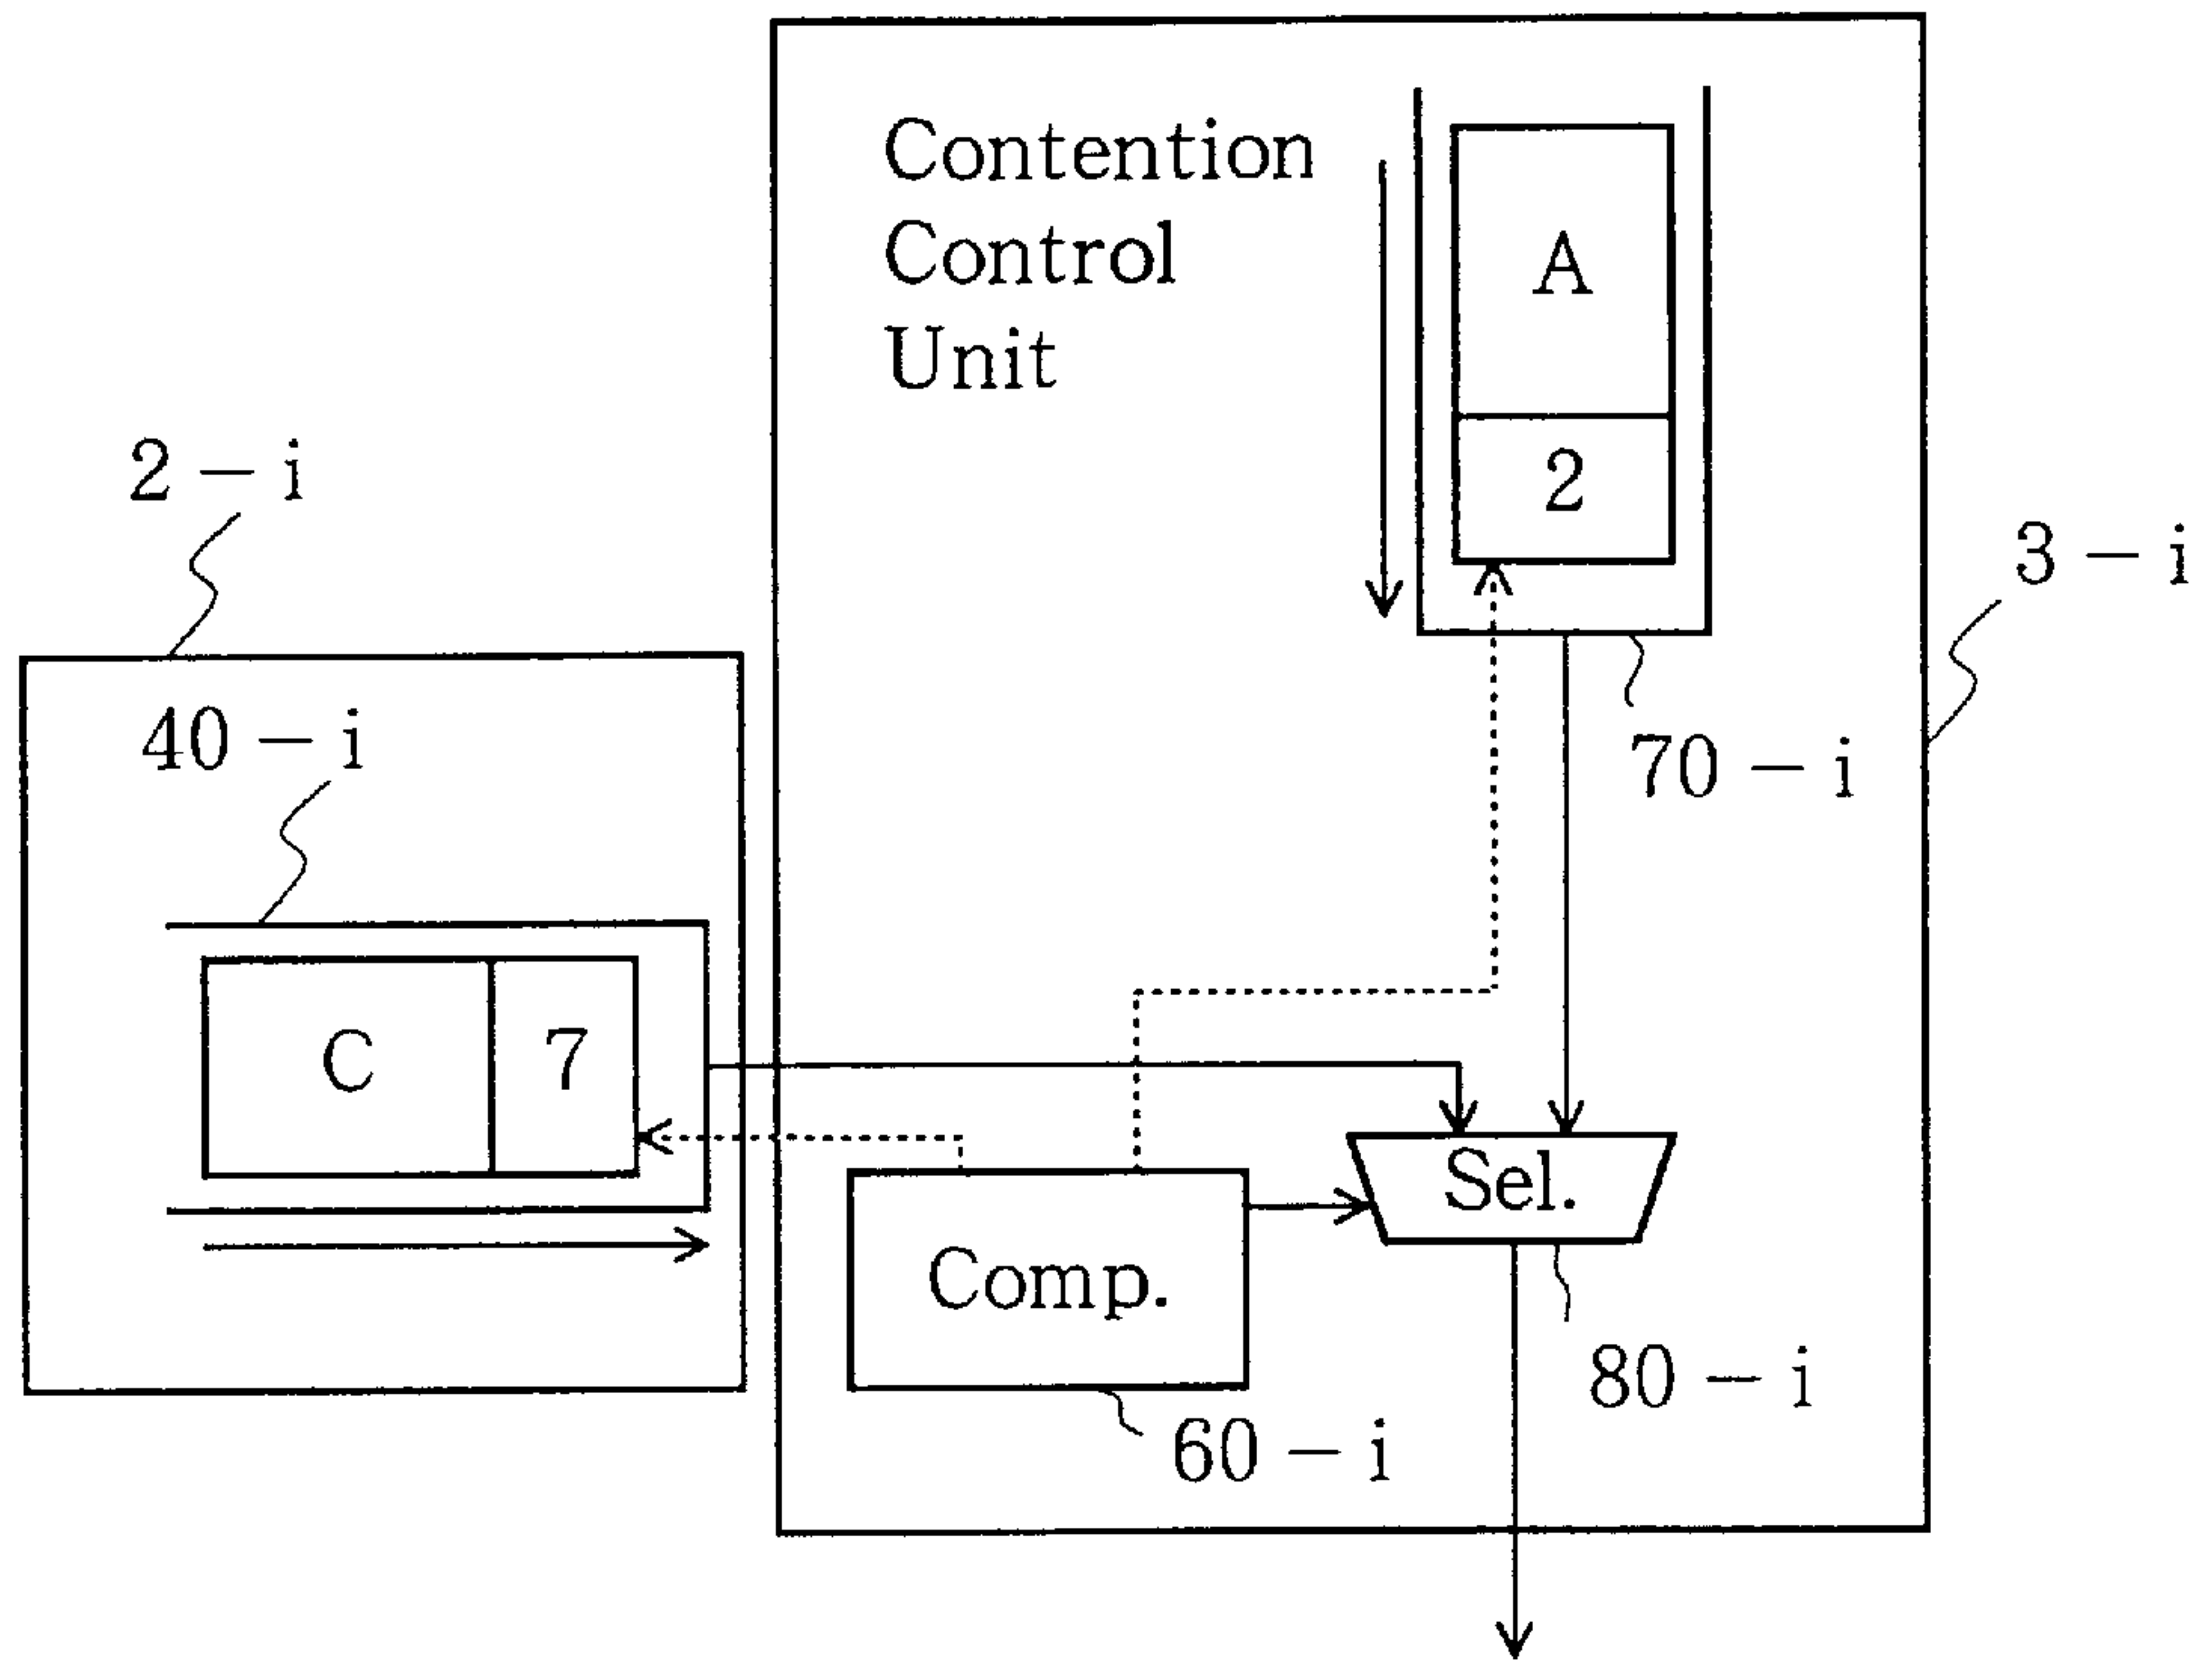 Contention
Control
Unit
A
2
2-i
3-i
40-i
70-i
C
7
Sel.
Comp.
80-i
60-i